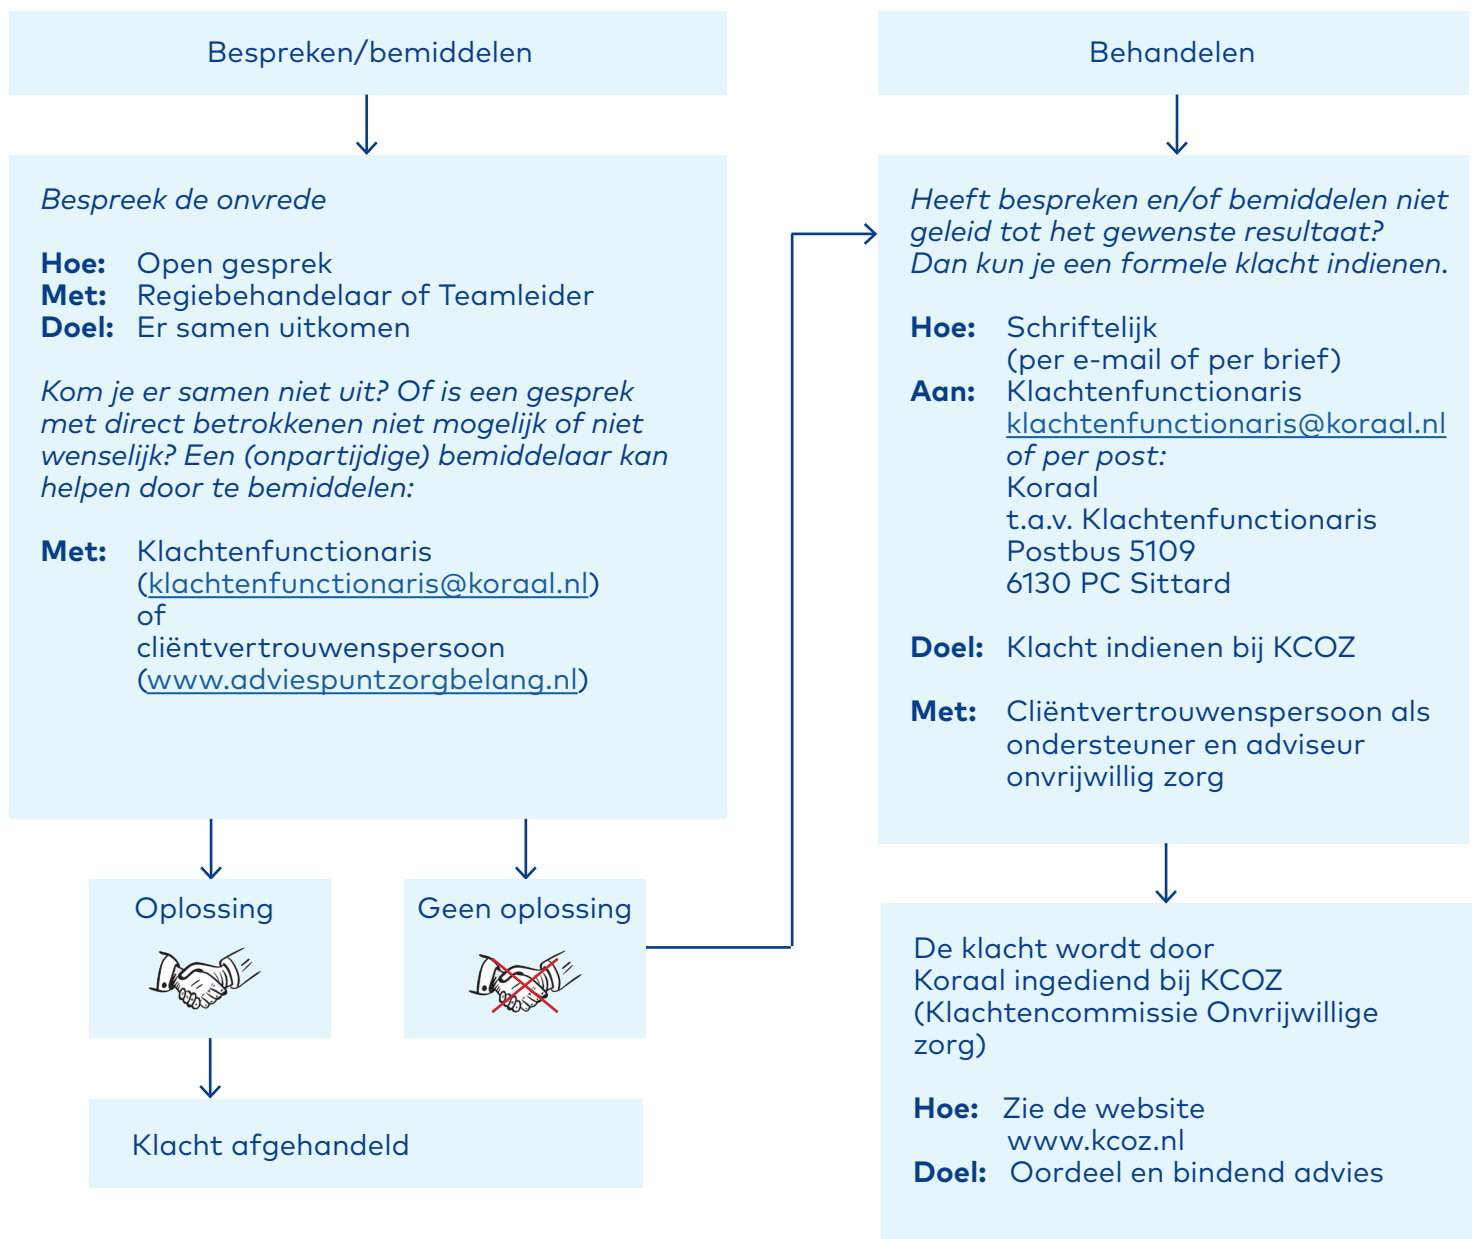 Bespreken/bemiddelen
Bespreek de onvrede
Hoe: Open gesprek
Met: Regiebehandelaar of Teamleider
Doel: Er samen uitkomen
Kom je er samen niet uit? Of is een gesprek
met direct betrokkenen niet mogelijk of niet
wenselijk? Een (onpartijdige) bemiddelaar kan
helpen door te bemiddelen:
Met: Klachtenfunctionaris
(klachtenfunctionaris@koraal.nl)
of
cliëntvertrouwenspersoon
(www.adviespuntzorgbelang.nl)
Oplossing
Geen oplossing
Klacht afgehandeld
Behandelen
Heeft bespreken en/of bemiddelen niet
geleid tot het gewenste resultaat?
Dan kun je een formele klacht indienen.
Hoe: Schriftelijk
(per e-mail of per brief)
Aan: Klachtenfunctionaris
klachtenfunctionaris@koraal.nl
of per post:
Koraal
t.a.v. Klachtenfunctionaris
Postbus 5109
6130 PC Sittard
Doel: Klacht indienen bij KCOZ
Met: Cliëntvertrouwenspersoon als
ondersteuner en adviseur
onvrijwillig zorg
De klacht wordt door
Koraal ingediend bij KCOZ
(Klachtencommissie Onvrijwillige
zorg)
Hoe: Zie de website
www.kcoz.nl
Doel: Oordeel en bindend advies